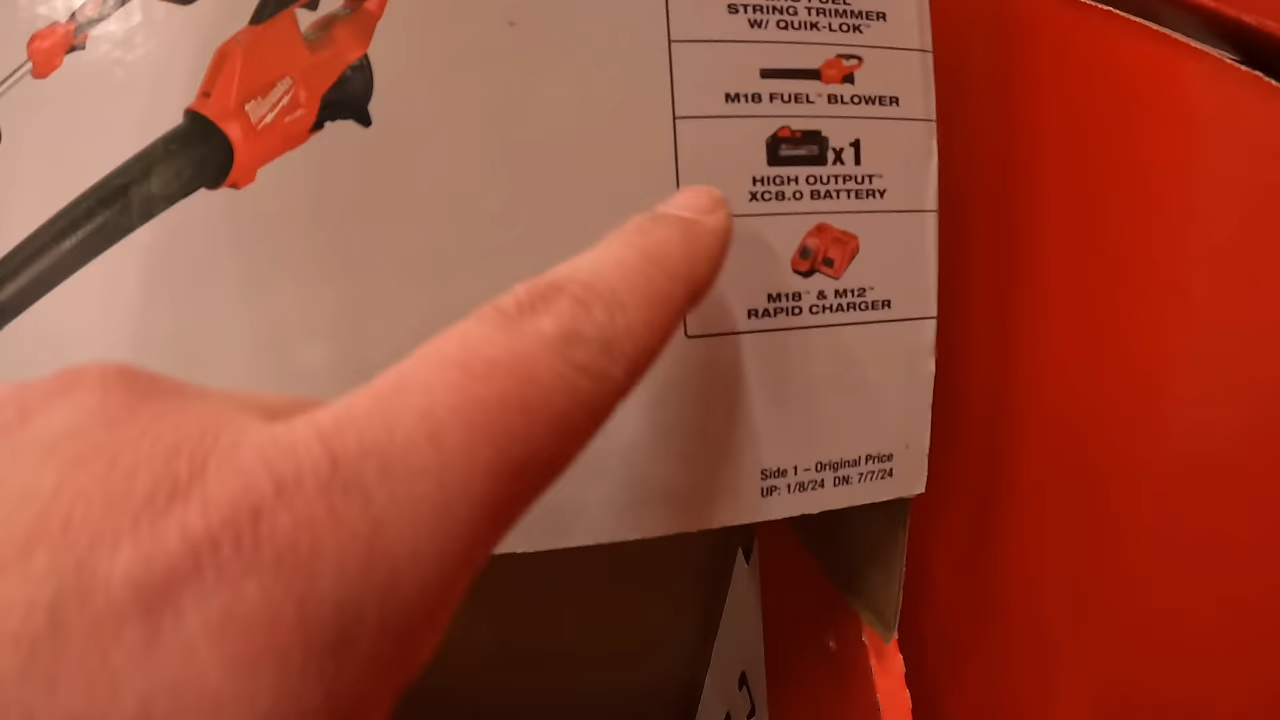 STRING TRIMMER
W/ QUIK-LOK™
M18 FUEL™ BLOWER
x1
HIGH OUTPUT™
XC8.0 BATTERY
M18™ & M12™
RAPID CHARGER
Side 1 – Original Price
UP: 1/8/24 DN: 7/7/24
Milwaukee